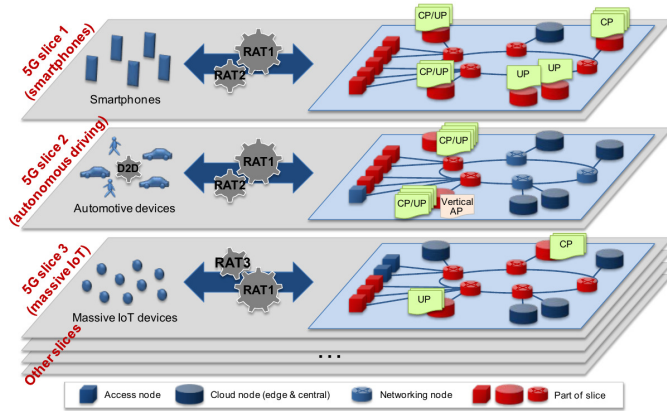 5G slice 1
(smartphones)
Smartphones
RAT1
RAT2
CP/UP
CP
CP/UP
UP
UP
5G slice 2
(autonomous driving)
D2D
Automotive devices
RAT1
RAT2
CP/UP
CP/UP
Vertical
AP
5G slice 3
(massive IoT)
Massive IoT devices
RAT3
RAT1
CP
UP
Other slices
...
Access node
Cloud node (edge & central)
Networking node
Part of slice